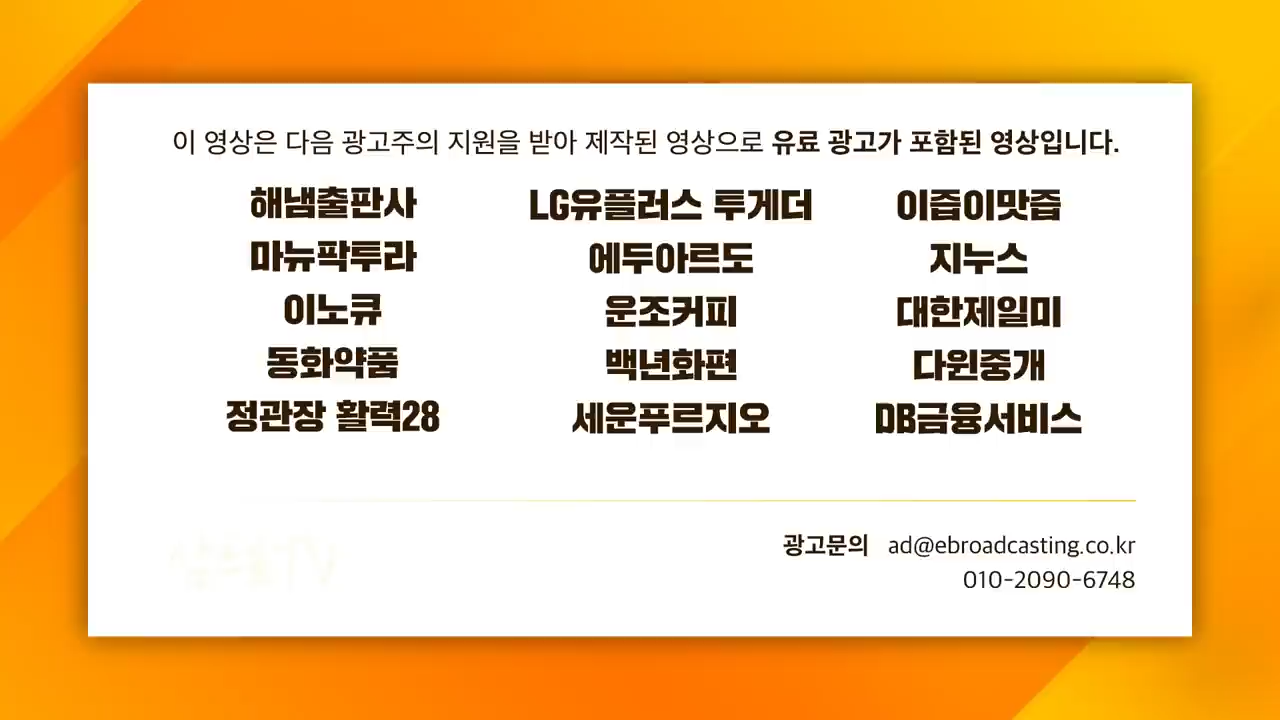 이 영상은 다음 광고주의 지원을 받아 제작된 영상으로 유료 광고가 포함된 영상입니다.
해냄출판사 LG유플러스 투게더 이즙이맛즙
마뉴팍투라 에두아르도 지누스
이노큐 운조커피 대한제일미
동화약품 백년화편 다윈중개
정관장 활력28 세운푸르지오 DB금융서비스
광고문의 ad@ebroadcasting.co.kr
010-2090-6748